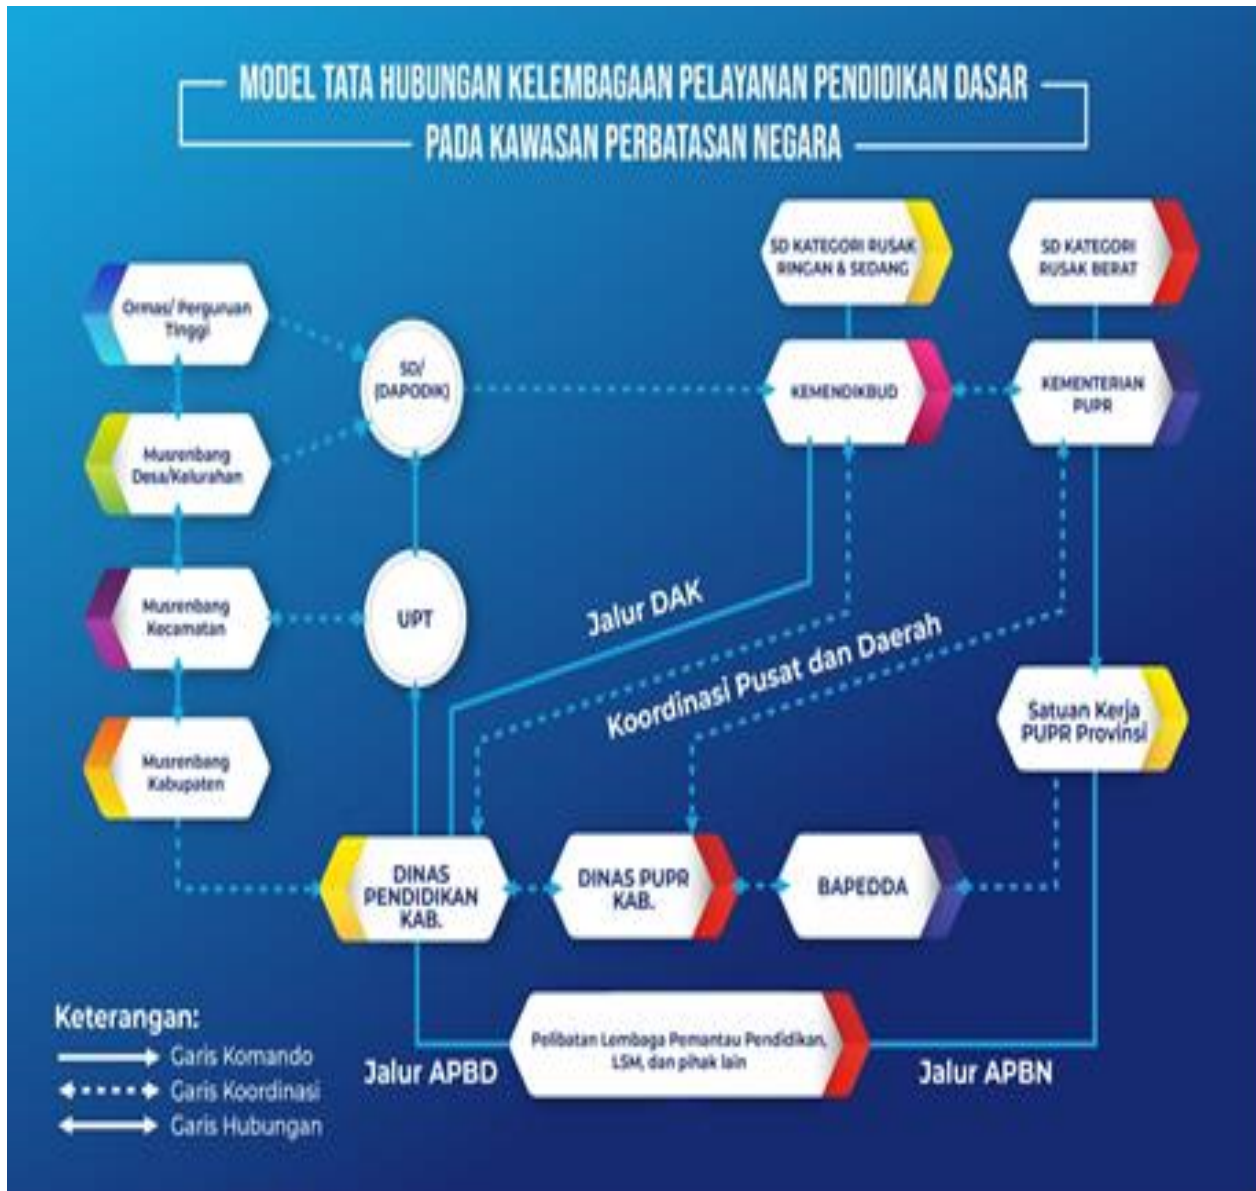 MODEL TATA HUBUNGAN KELEMBAGAAN PELAYANAN PENDIDIKAN DASAR
PADA KAWASAN PERBATASAN NEGARA
SD KATEGORI RUSAK
RINGAN & SEDANG
SD KATEGORI
RUSAK BERAT
Ormas/ Perguruan
Tinggi
SD/
(DAPODIK)
KEMENDIKBUD
KEMENTERIAN
PUPR
Musrenbang
Desa/Kelurahan
Musrenbang
Kecamatan
UPT
Jalur DAK
Koordinasi Pusat dan Daerah
Satuan Kerja
PUPR Provinsi
Musrenbang
Kabupaten
DINAS
PENDIDIKAN
KAB.
DINAS PUPR
KAB.
BAPEDDA
Keterangan:
Garis Komando
Garis Koordinasi
Garis Hubungan
Jalur APBD
Pelibatan Lembaga Pemantau Pendidikan,
LSM, dan pihak lain
Jalur APBN